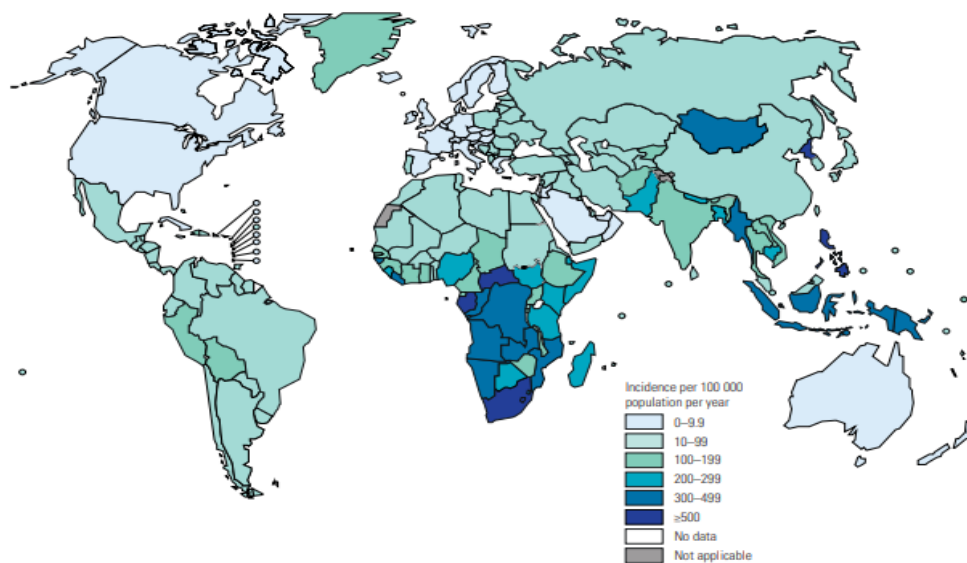 Incidence per 100 000
population per year
0–9.9
10–99
100–199
200–299
300–499
≥500
No data
Not applicable